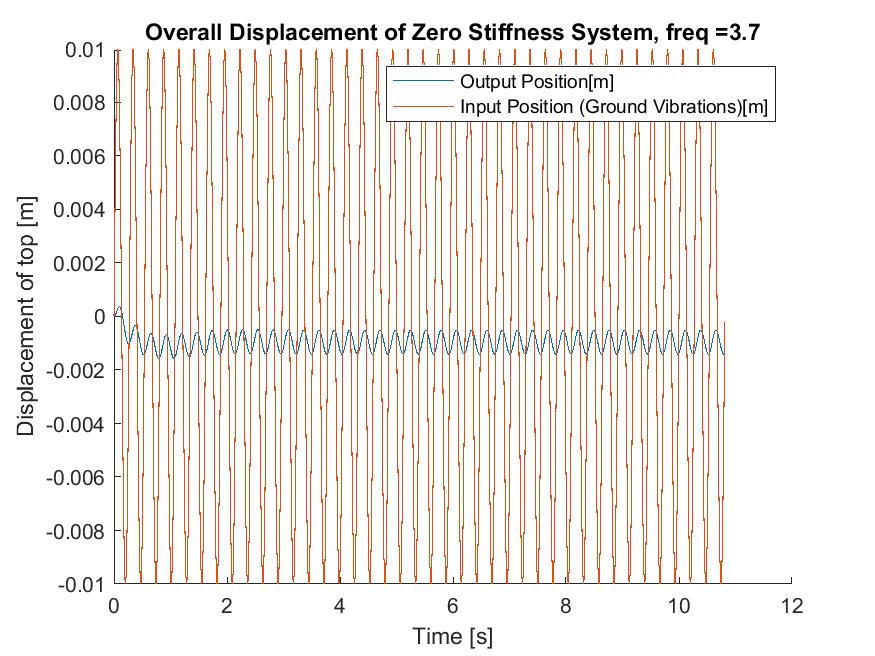 Overall Displacement of Zero Stiffness System, freq =3.7
0.01
0.008
0.006
0.004
0.002
0
-0.002
-0.004
-0.006
-0.008
-0.01
Displacement of top [m]
Output Position[m]
Input Position (Ground Vibrations)[m]
0 2 4 6 8 10 12
Time [s]